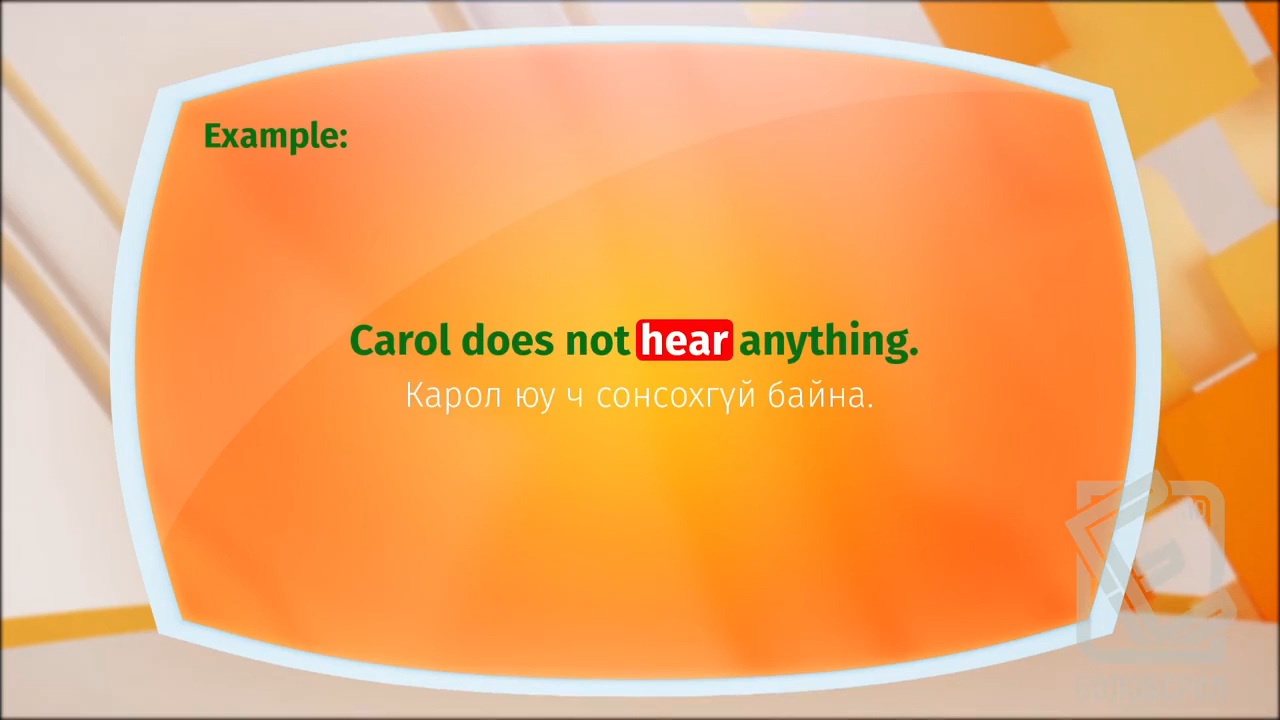 Example:
Carol does not hear anything.
Карол юу ч сонсохгүй байна.